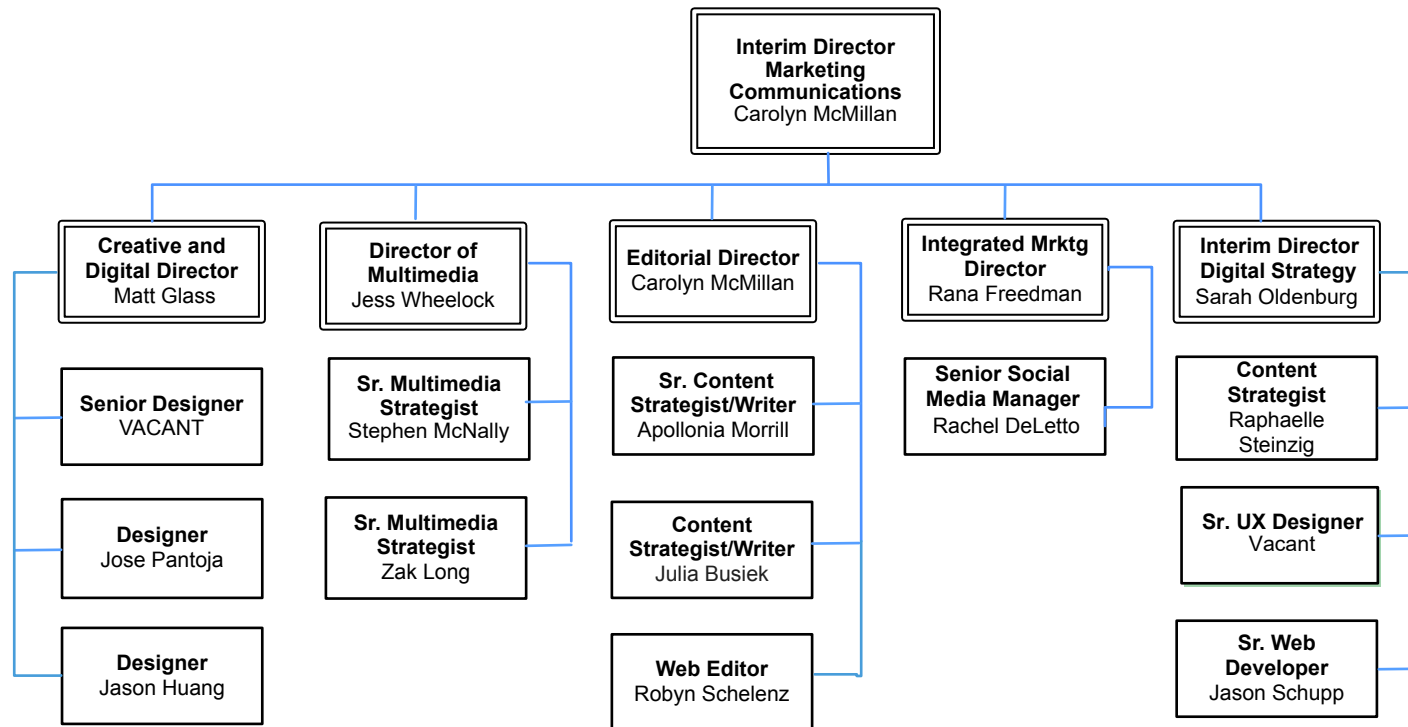 Interim Director
Marketing
Communications
Carolyn McMillan
Creative and
Digital Director
Matt Glass
Director of
Multimedia
Jess Wheelock
Editorial Director
Carolyn McMillan
Integrated Mrktg
Director
Rana Freedman
Interim Director
Digital Strategy
Sarah Oldenburg
Senior Designer
VACANT
Sr. Multimedia
Strategist
Stephen McNally
Sr. Content
Strategist/Writer
Apollonia Morrill
Senior Social
Media Manager
Rachel DeLetto
Content
Strategist
Raphaelle
Steinzig
Designer
Jose Pantoja
Sr. Multimedia
Strategist
Zak Long
Content
Strategist/Writer
Julia Busiek
Sr. UX Designer
Vacant
Designer
Jason Huang
Web Editor
Robyn Schelenz
Sr. Web
Developer
Jason Schupp